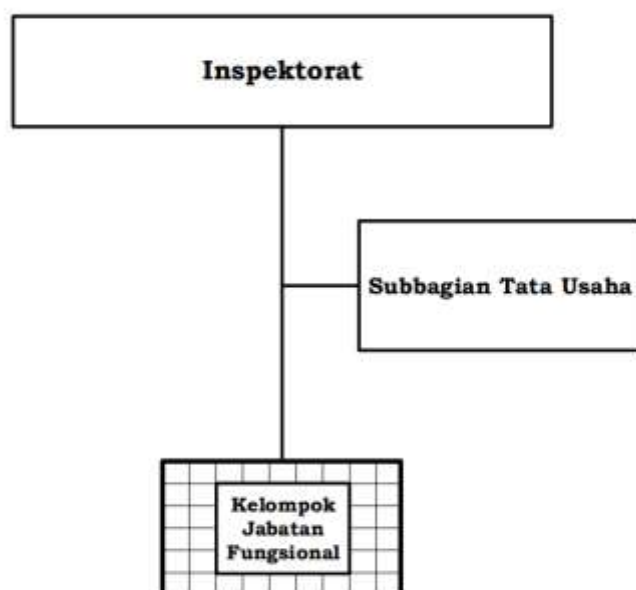 Inspektorat
Subbagian Tata Usaha
Kelompok
Jabatan
Fungsional